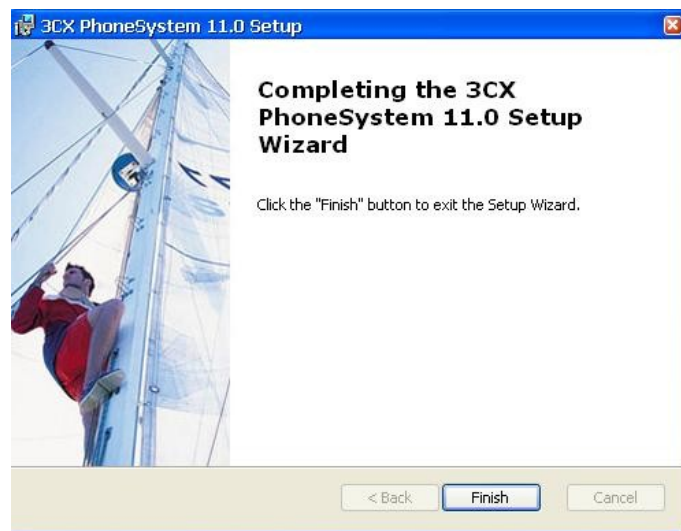 3CX PhoneSystem 11.0 Setup
Completing the 3CX
PhoneSystem 11.0 Setup
Wizard
Click the "Finish" button to exit the Setup Wizard.
< Back
Finish
Cancel